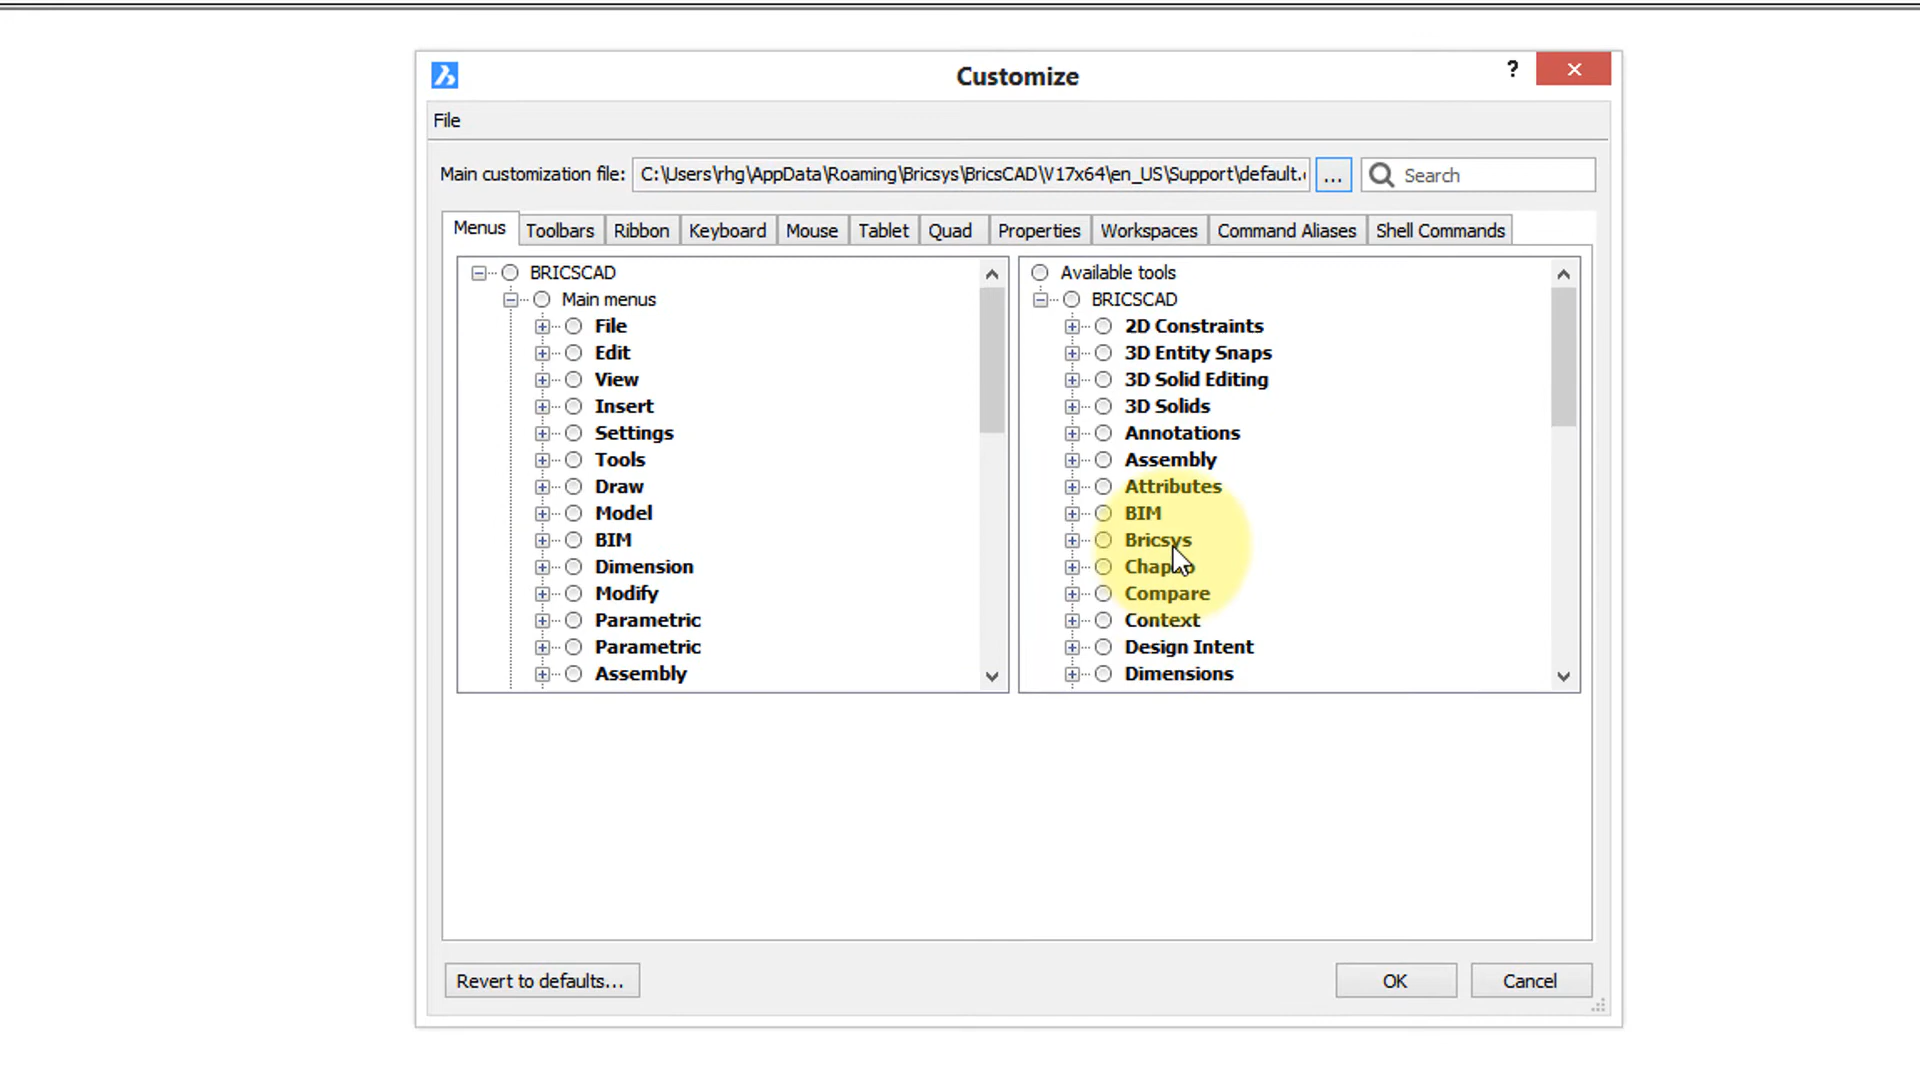 Customize
?
File
Main customization file: C:\Users\rhg\AppData\Roaming\Bricsys\BricsCAD\V17x64\en_US\Support\default. ... Search
Menus Toolbars Ribbon Keyboard Mouse Tablet Quad Properties Workspaces Command Aliases Shell Commands
BRICSCAD
Main menus
File
Edit
View
Insert
Settings
Tools
Draw
Model
BIM
Dimension
Modify
Parametric
Parametric
Assembly
Available tools
BRICSCAD
2D Constraints
3D Entity Snaps
3D Solid Editing
3D Solids
Annotations
Assembly
Attributes
BIM
Bricsys
Compare
Context
Design Intent
Dimensions
Revert to defaults... OK Cancel